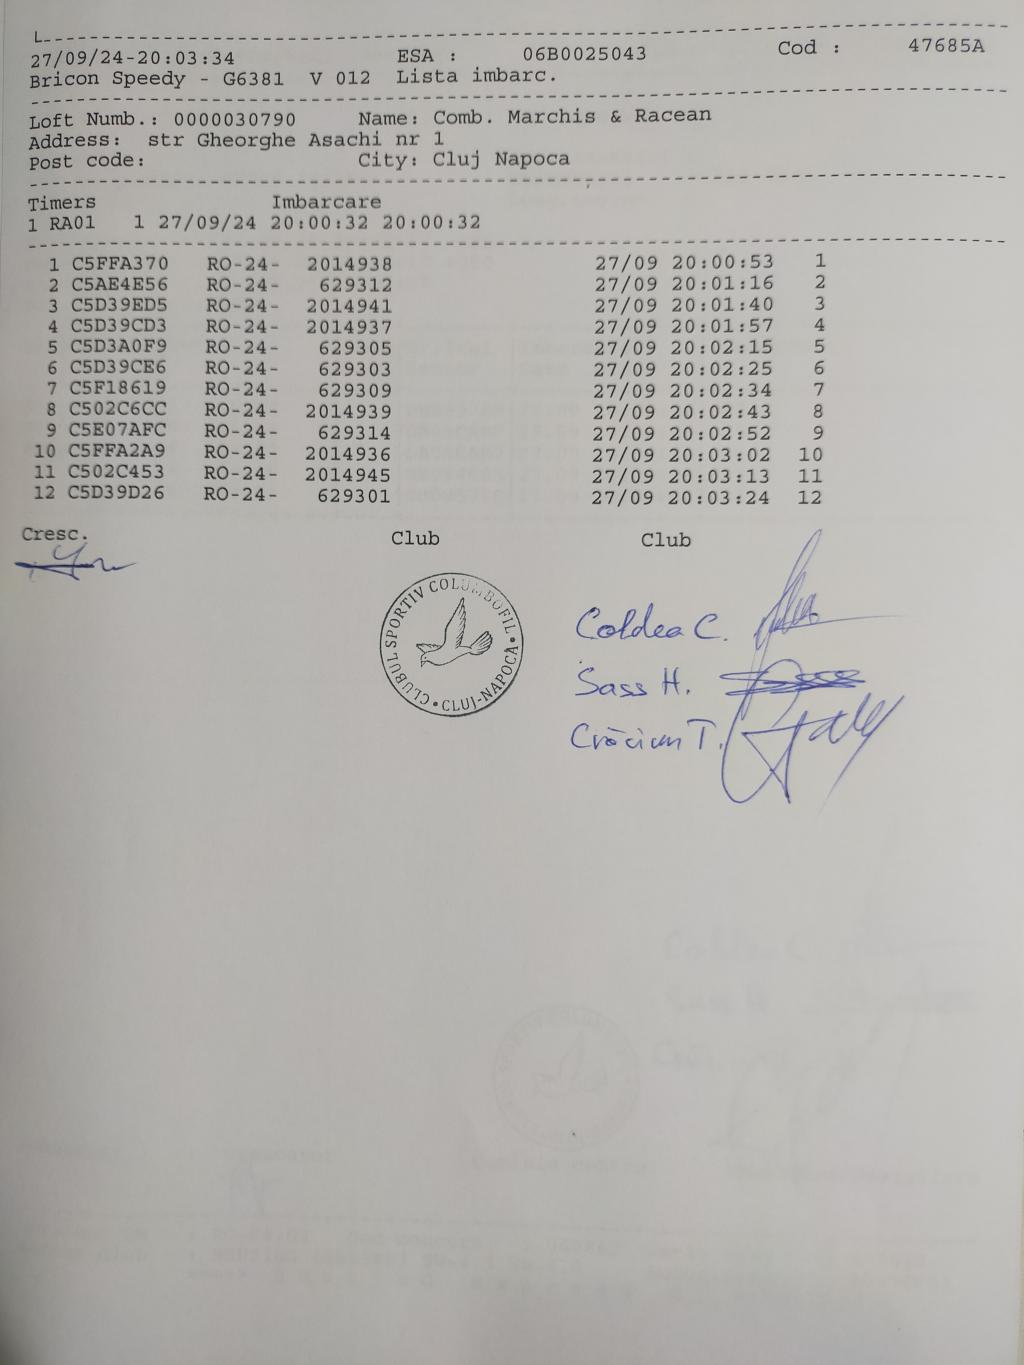 27/09/24-20:03:34 ESA : 06B0025043 Cod : 47685A
Bricon Speedy - G6381 V 012 Lista imbarc.
Loft Numb.: 0000030790 Name: Comb. Marchis & Racean
Address: str Gheorghe Asachi nr 1
Post code: City: Cluj Napoca
Timers Imbarcare
1 RA01 1 27/09/24 20:00:32 20:00:32
1 C5FFA370 RO-24- 2014938 27/09 20:00:53 1
2 C5AE4E56 RO-24- 629312 27/09 20:01:16 2
3 C5D39ED5 RO-24- 2014941 27/09 20:01:40 3
4 C5D39CD3 RO-24- 2014937 27/09 20:01:57 4
5 C5D3A0F9 RO-24- 629305 27/09 20:02:15 5
6 C5D39CE6 RO-24- 629303 27/09 20:02:25 6
7 C5F18619 RO-24- 629309 27/09 20:02:34 7
8 C502C6CC RO-24- 2014939 27/09 20:02:43 8
9 C5E07AFC RO-24- 629314 27/09 20:02:52 9
10 C5FFA2A9 RO-24- 2014936 27/09 20:03:02 10
11 C502C453 RO-24- 2014945 27/09 20:03:13 11
12 C5D39D26 RO-24- 629301 27/09 20:03:24 12
Cresc. Club Club
CLUBUL SPORTIV COLUMBOFIL • CLUJ-NAPOCA •
Coldea C.
Sass H.
Crăciun T.